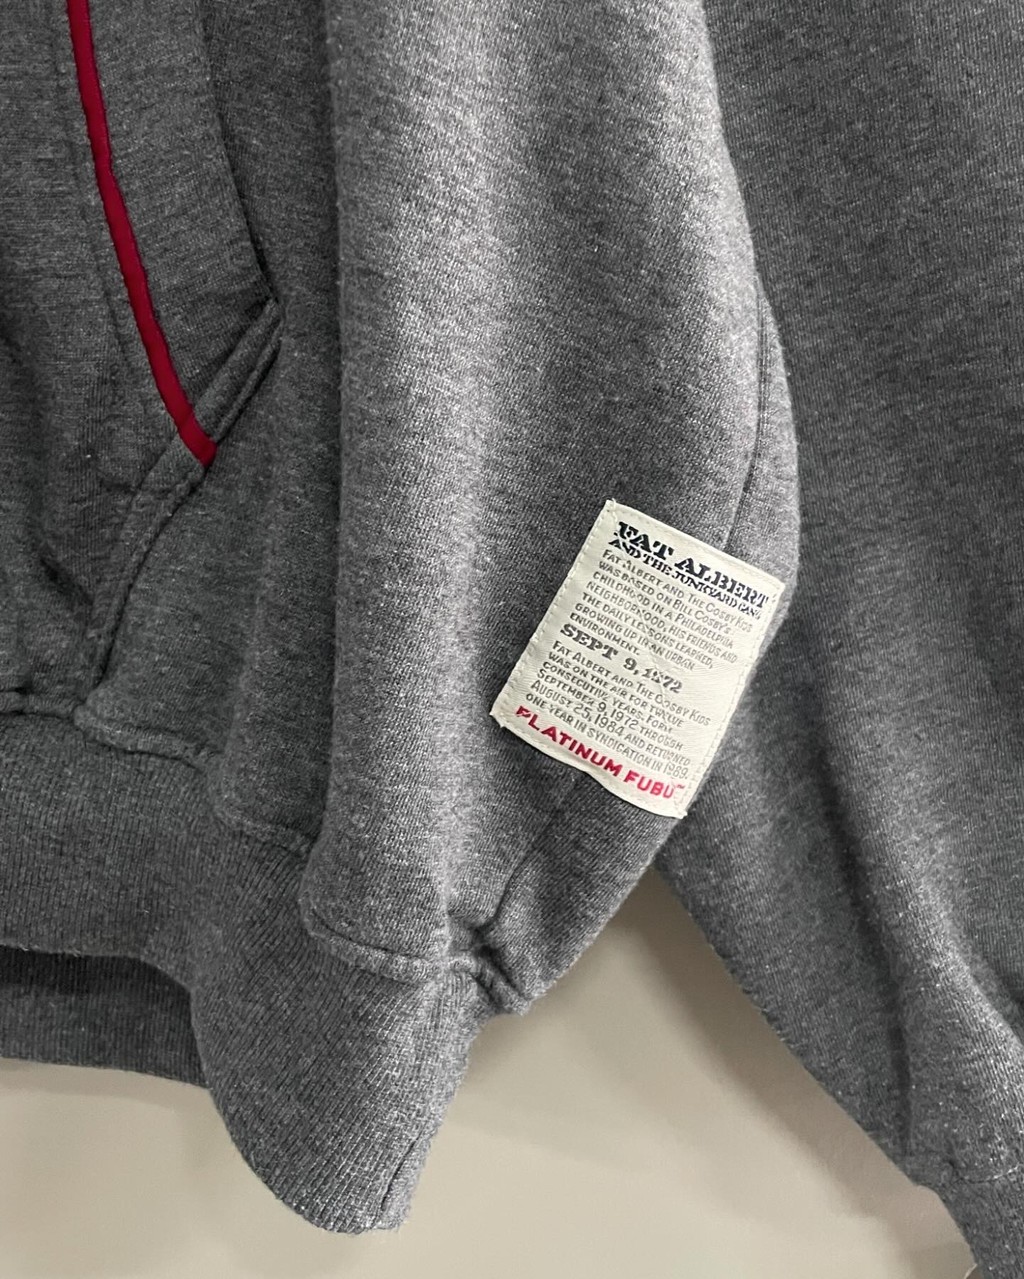 FAT ALBERT
AND THE JUNKYARD GANG
FAT ALBERT AND THE COSBY KIDS
WAS BASED ON BILL COSBY'S
CHILDHOOD IN A PHILADELPHIA
NEIGHBORHOOD, HIS FRIENDS AND
THE DAILY LESSONS LEARNED,
GROWING UP IN AN URBAN
ENVIRONMENT.
SEPT 9, 1972
FAT ALBERT AND THE COSBY KIDS
WAS ON THE AIR FOR TWELVE
CONSECUTIVE YEARS- FORM
SEPTEMBER 9, 1972 THROUGH
AUGUST 25, 1984 AND RETURNED
ONE YEAR IN SYNDICATION IN 1989.
PLATINUM FUBU